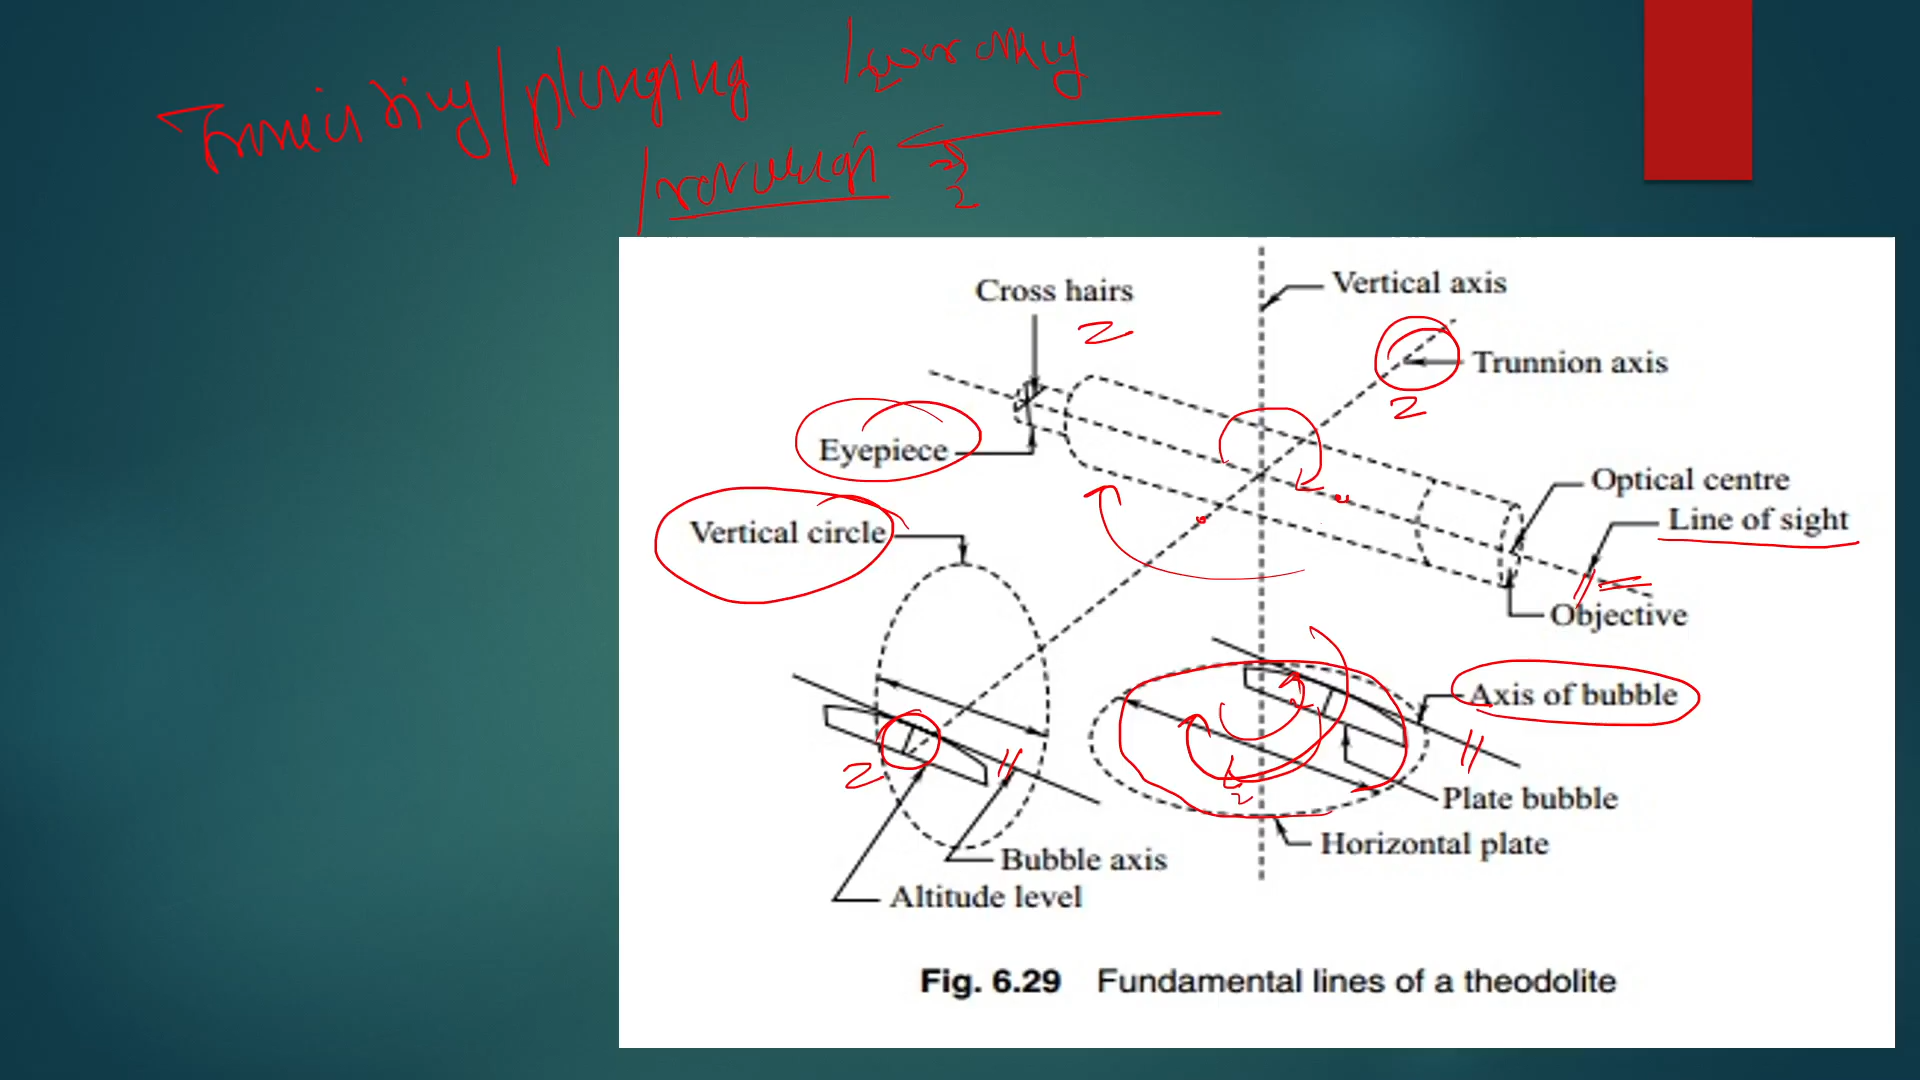 /plunging
Cross hairs
Vertical axis
Trunnion axis
Eyepiece
Optical centre
Line of sight
Vertical circle
Objective
Axis of bubble
Plate bubble
Horizontal plate
Bubble axis
Altitude level
Fig. 6.29 Fundamental lines of a theodolite